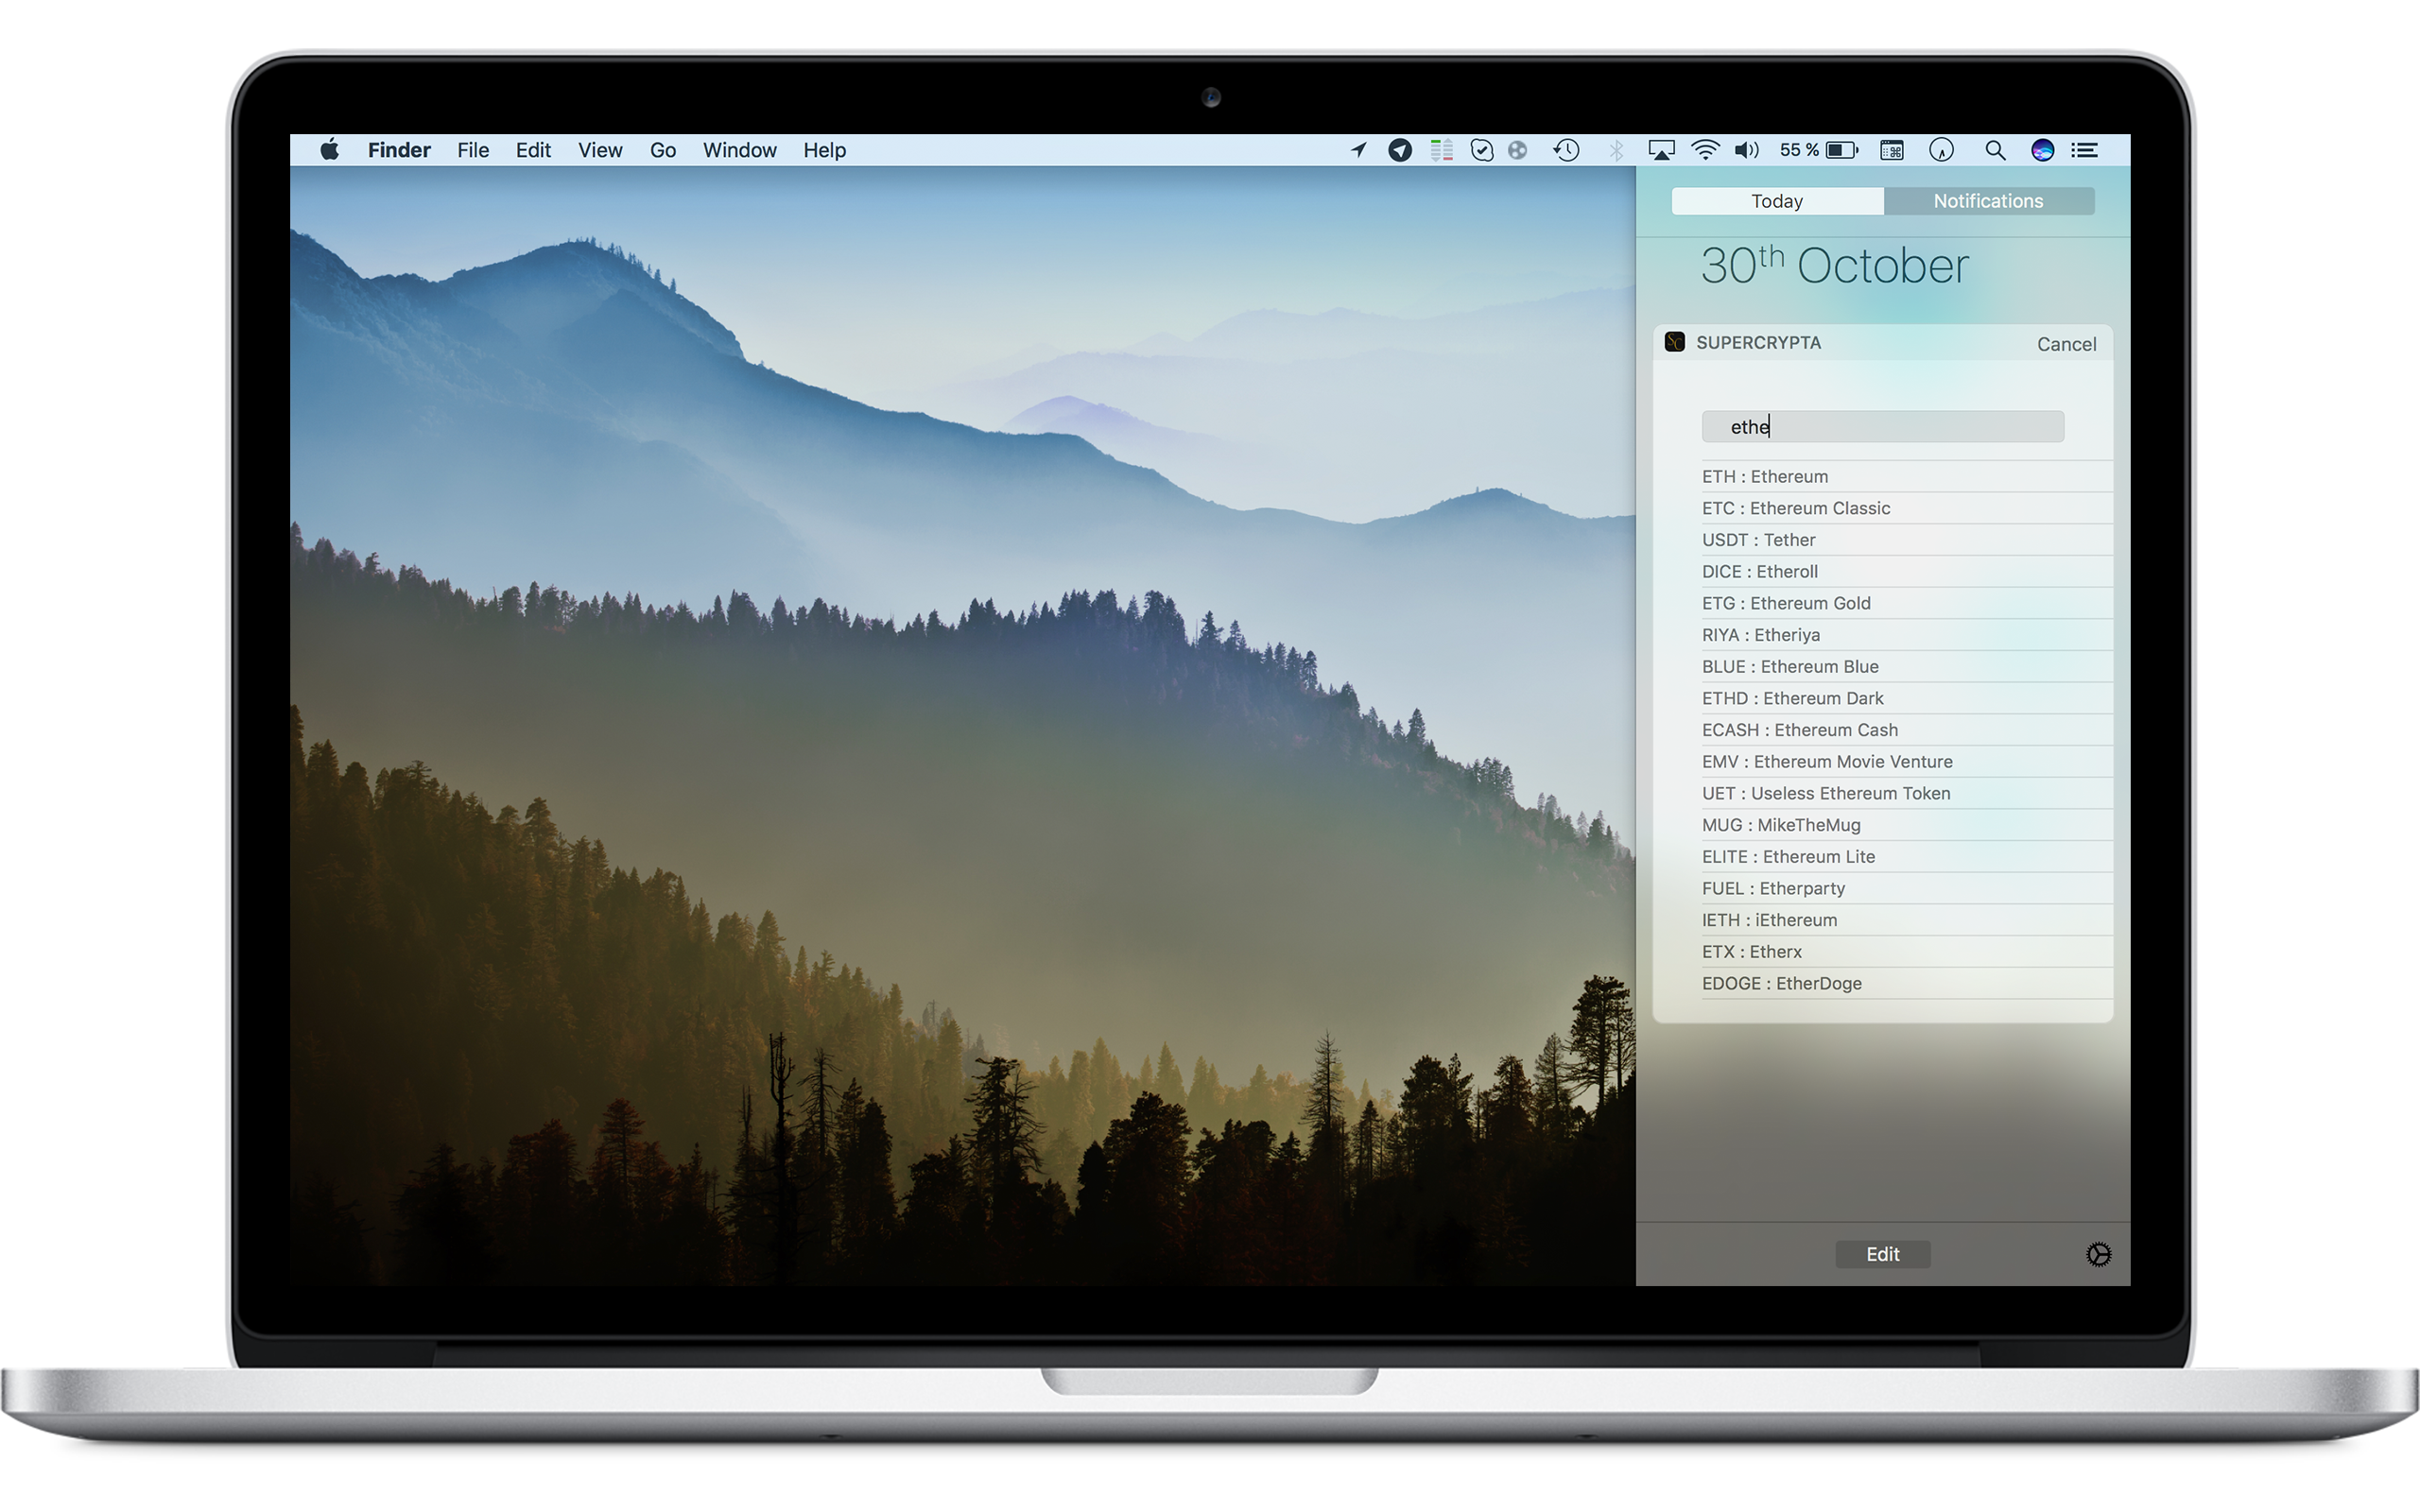 Finder File Edit View Go Window Help 55 %
Today Notifications
30th October
SC SUPERCRYPTA Cancel
ethe
ETH : Ethereum
ETC : Ethereum Classic
USDT : Tether
DICE : Etheroll
ETG : Ethereum Gold
RIYA : Etheriya
BLUE : Ethereum Blue
ETHD : Ethereum Dark
ECASH : Ethereum Cash
EMV : Ethereum Movie Venture
UET : Useless Ethereum Token
MUG : MikeTheMug
ELITE : Ethereum Lite
FUEL : Etherparty
IETH : iEthereum
ETX : Etherx
EDOGE : EtherDoge
Edit